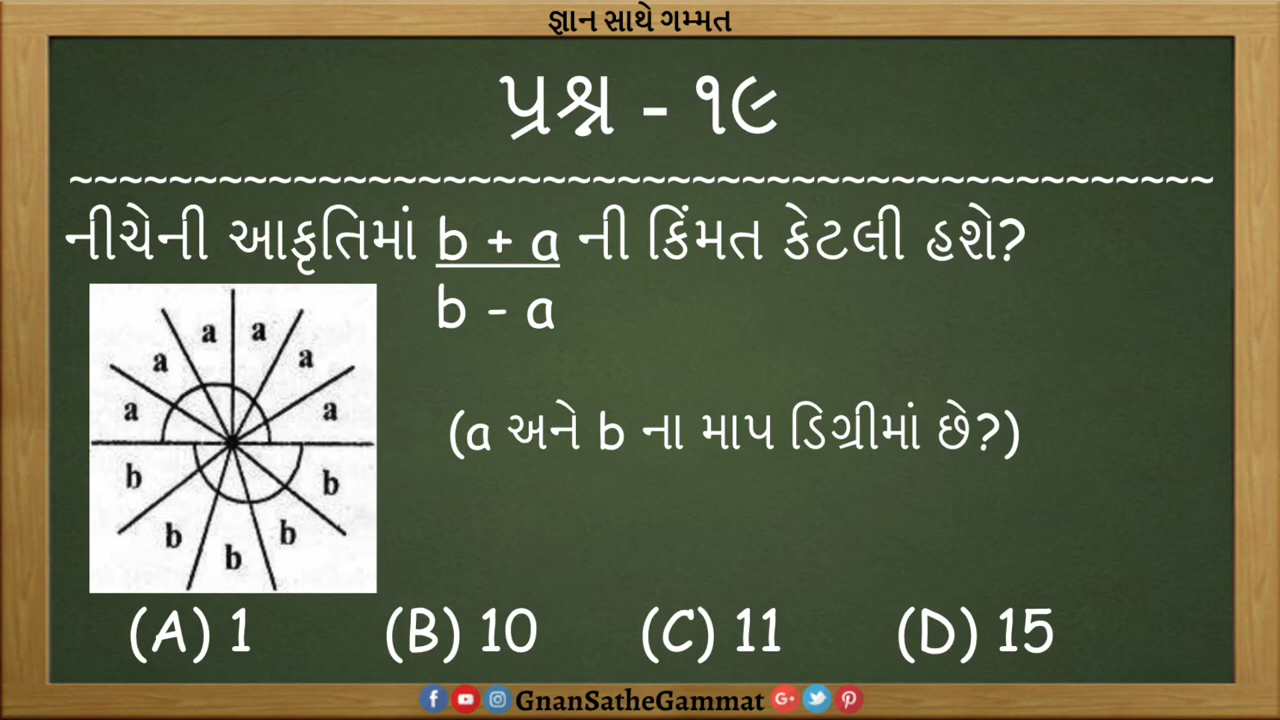 જ્ઞાન સાથે ગમ્મત
પ્રશ્ન - ૧૯
~~~~~~~~~~~~~~~~~~~~~~~~~~~~~~~~~~~~~~~~~~~~~~~
નીચેની આકૃતિમાં b + a ની કિંમત કેટલી હશે?
b - a
a a
a a
a a
(a અને b ના માપ ડિગ્રીમાં છે?)
b b
b b
b
(A) 1 (B) 10 (C) 11 (D) 15
GnanSatheGammat